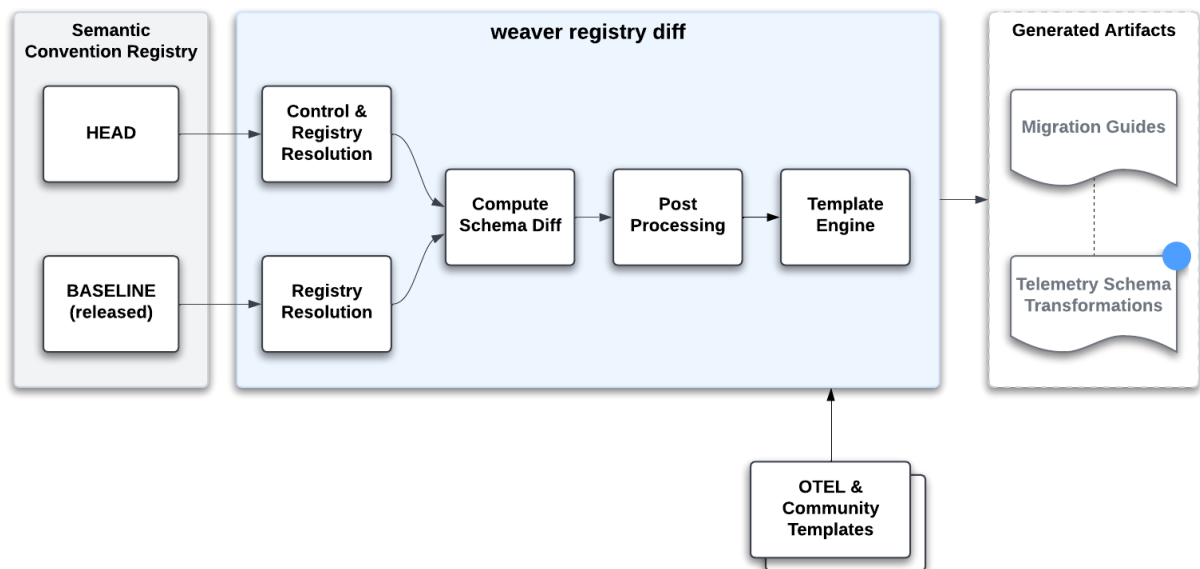 Semantic
Convention Registry
HEAD
BASELINE
(released)
weaver registry diff
Control &
Registry
Resolution
Registry
Resolution
Compute
Schema Diff
Post
Processing
Template
Engine
Generated Artifacts
Migration Guides
Telemetry Schema
Transformations
OTEL &
Community
Templates